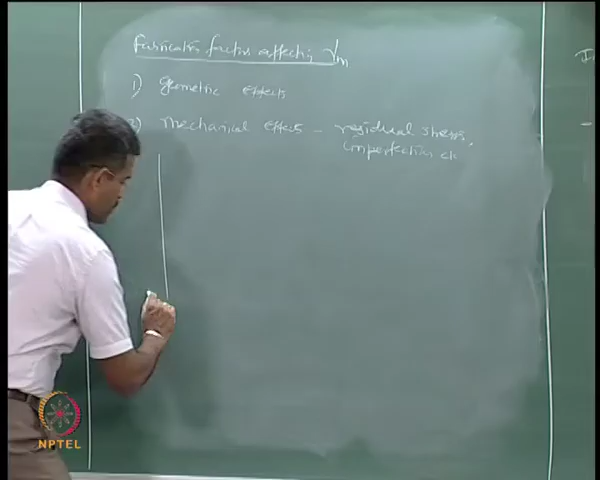 Fabrication factors affecting γm
1) Geometric effects
2) Mechanical effects – residual stress,
imperfection etc
NPTEL